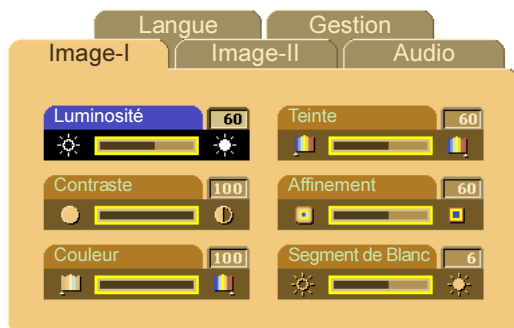 Langue Gestion
Image-I Image-II Audio
Luminosité 60 Teinte 60
Contraste 100 Affinement 60
Couleur 100 Segment de Blanc 6